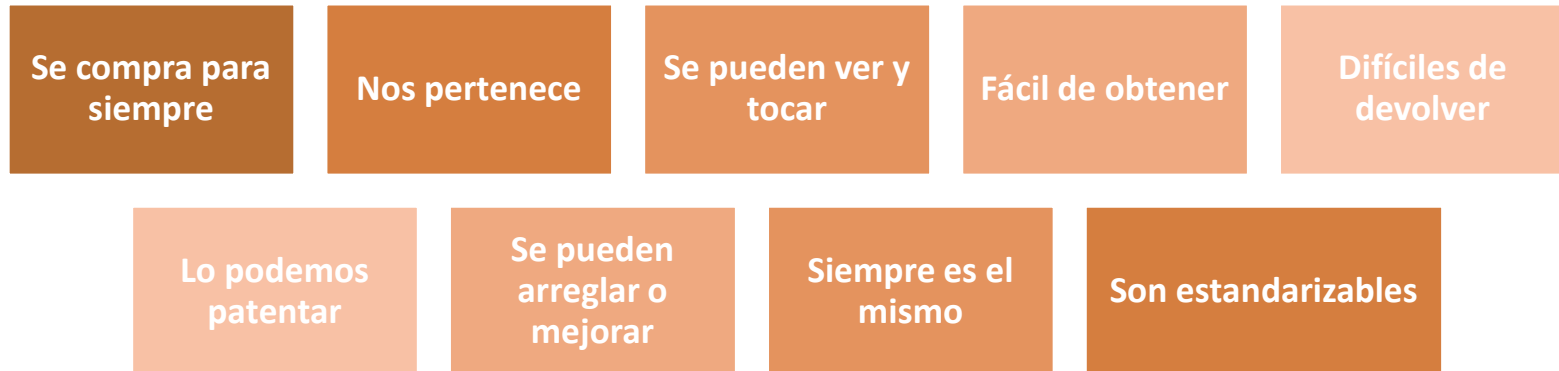 Se compra para
siempre
Nos pertenece
Se pueden ver y
tocar
Fácil de obtener
Difíciles de
devolver
Lo podemos
patentar
Se pueden
arreglar o
mejorar
Siempre es el
mismo
Son estandarizables